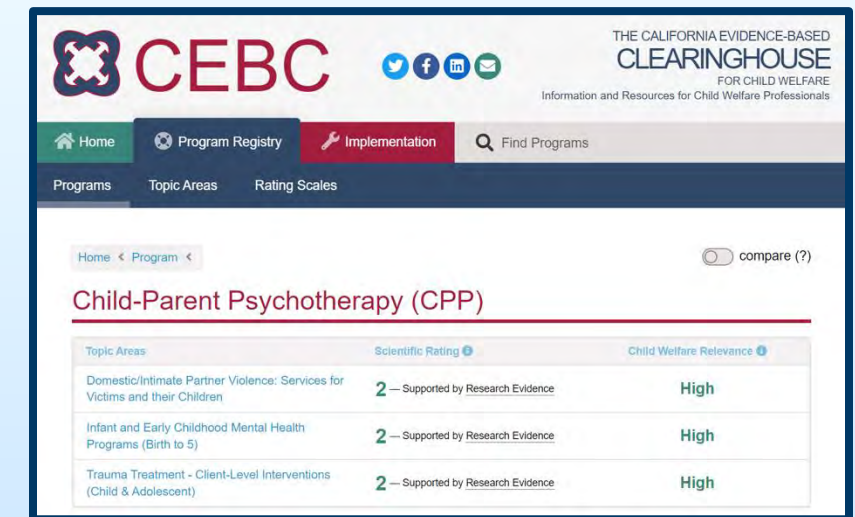 CEBC
THE CALIFORNIA EVIDENCE-BASED
CLEARINGHOUSE
FOR CHILD WELFARE
Information and Resources for Child Welfare Professionals
Home Program Registry Implementation Find Programs
Programs Topic Areas Rating Scales
Home < Program < compare (?)
Child-Parent Psychotherapy (CPP)
Topic Areas Scientific Rating Child Welfare Relevance
Domestic/Intimate Partner Violence: Services for
Victims and their Children
2 — Supported by Research Evidence High
Infant and Early Childhood Mental Health
Programs (Birth to 5)
2 — Supported by Research Evidence High
Trauma Treatment - Client-Level Interventions
(Child & Adolescent)
2 — Supported by Research Evidence High